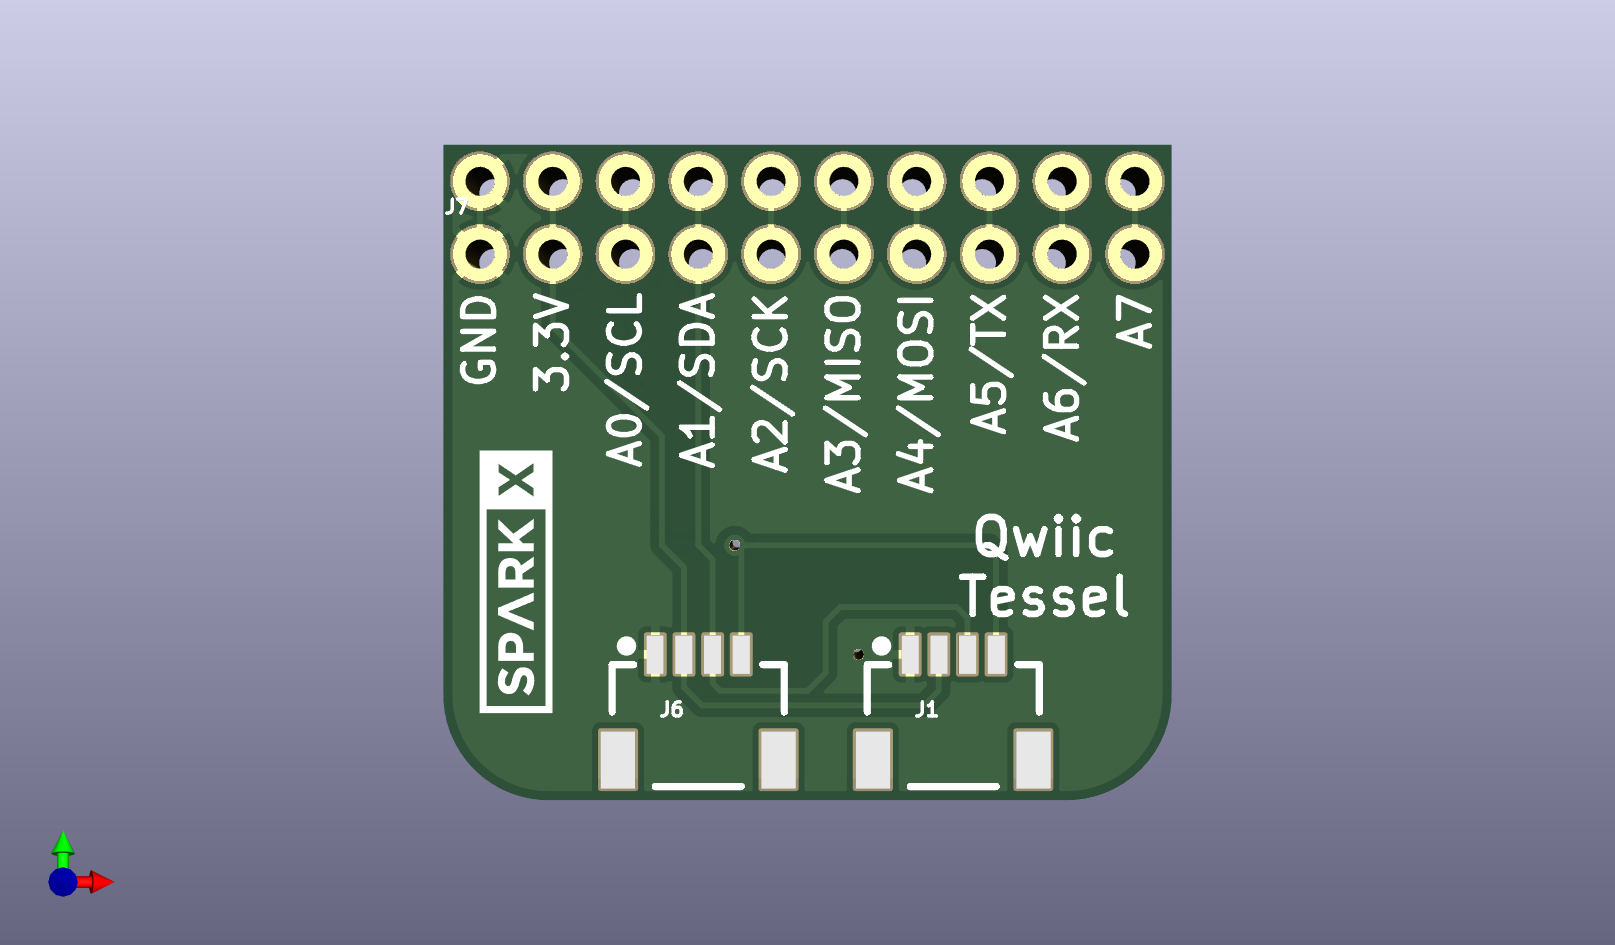 J7
GND
3.3V
A0/SCL
A1/SDA
A2/SCK
A3/MISO
A4/MOSI
A5/TX
A6/RX
A7
SPARK X
Qwiic
Tessel
J6
J1